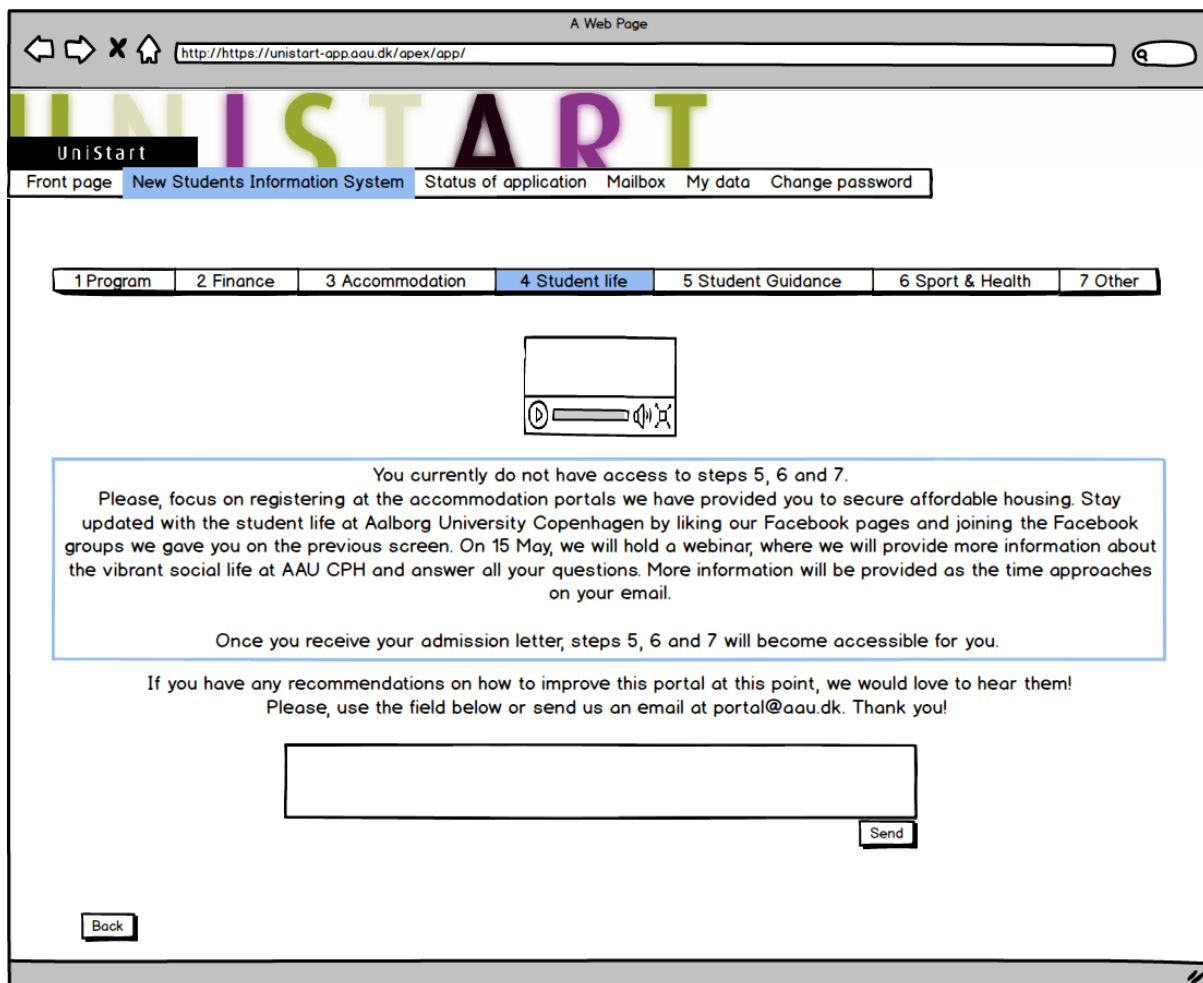 A Web Page
http://https://unistart-app.aau.dk/apex/app/
UNISTART
UniStart
Front page New Students Information System Status of application Mailbox My data Change password
1 Program 2 Finance 3 Accommodation 4 Student life 5 Student Guidance 6 Sport & Health 7 Other
You currently do not have access to steps 5, 6 and 7.
Please, focus on registering at the accommodation portals we have provided you to secure affordable housing. Stay
updated with the student life at Aalborg University Copenhagen by liking our Facebook pages and joining the Facebook
groups we gave you on the previous screen. On 15 May, we will hold a webinar, where we will provide more information about
the vibrant social life at AAU CPH and answer all your questions. More information will be provided as the time approaches
on your email.
Once you receive your admission letter, steps 5, 6 and 7 will become accessible for you.
If you have any recommendations on how to improve this portal at this point, we would love to hear them!
Please, use the field below or send us an email at portal@aau.dk. Thank you!
Send
Back